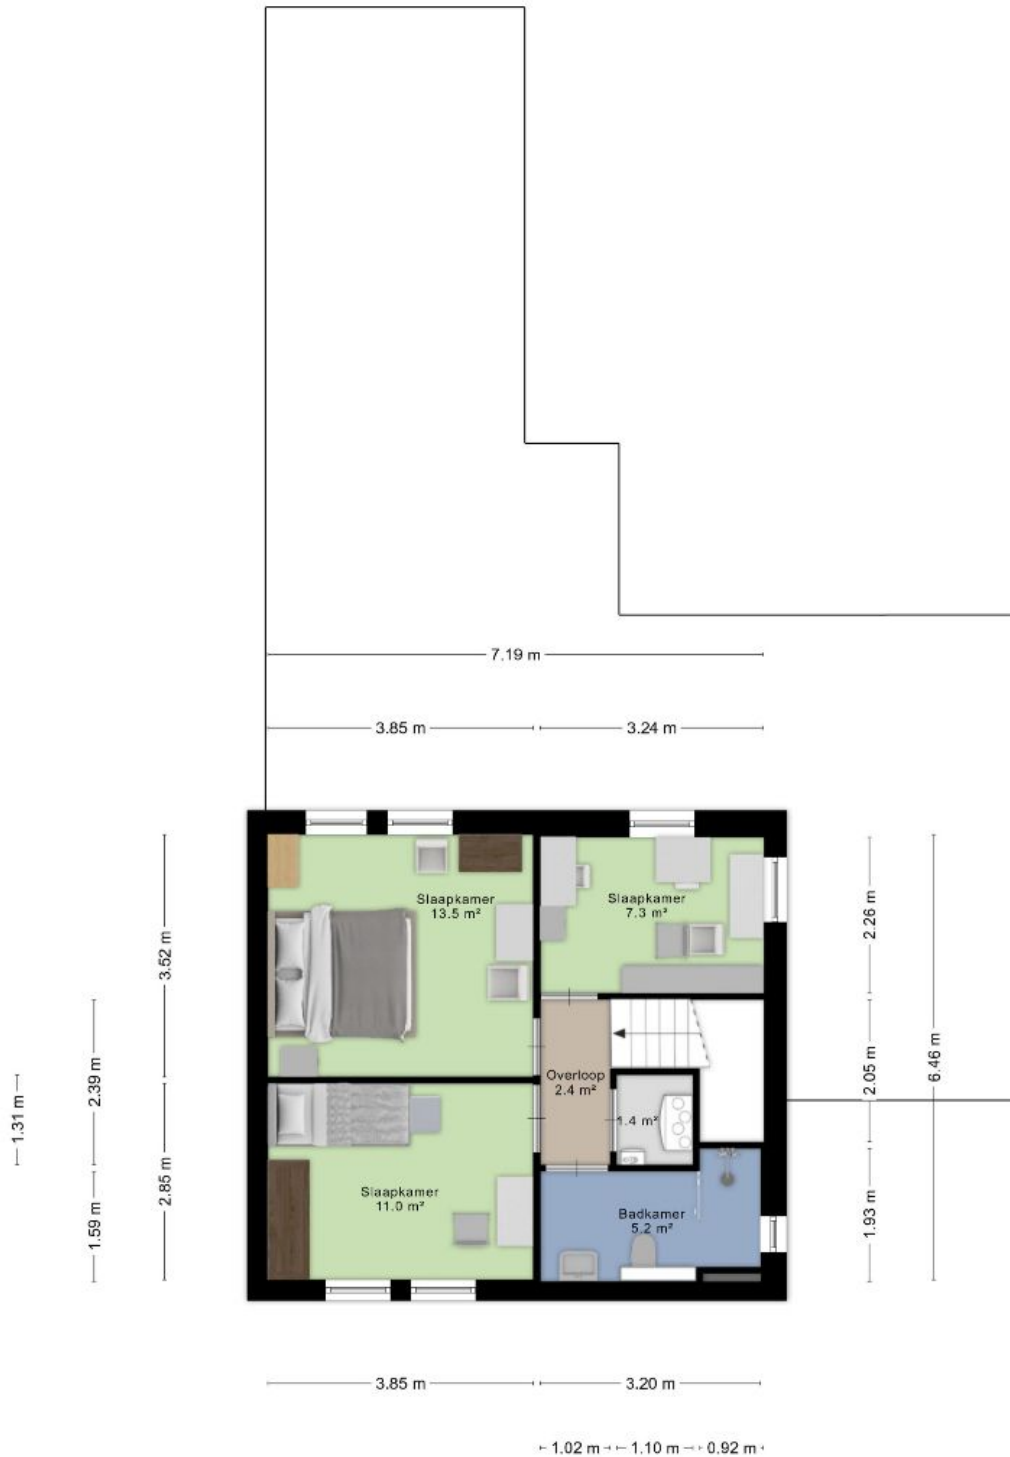 7.19 m
3.85 m
3.24 m
Slaapkamer
13.5 m²
Slaapkamer
7.3 m²
2.26 m
3.52 m
2.39 m
1.31 m
Overloop
2.4 m²
1.4 m²
2.05 m
6.46 m
2.85 m
1.59 m
Slaapkamer
11.0 m²
Badkamer
5.2 m²
1.93 m
3.85 m
3.20 m
1.02 m
1.10 m
0.92 m